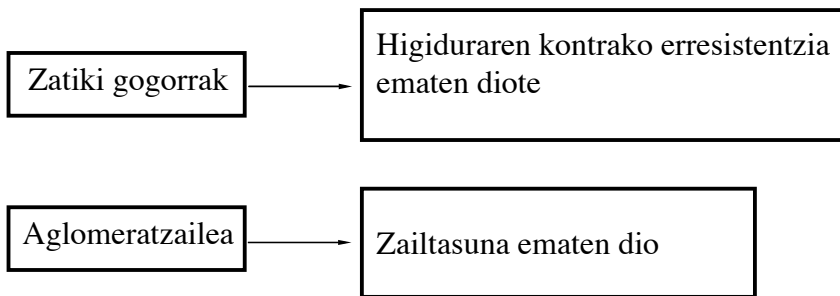 Zatiki gogorrak
Higiduraren kontrako erresistentzia
ematen diote
Aglomeratzailea
Zailtasuna ematen dio